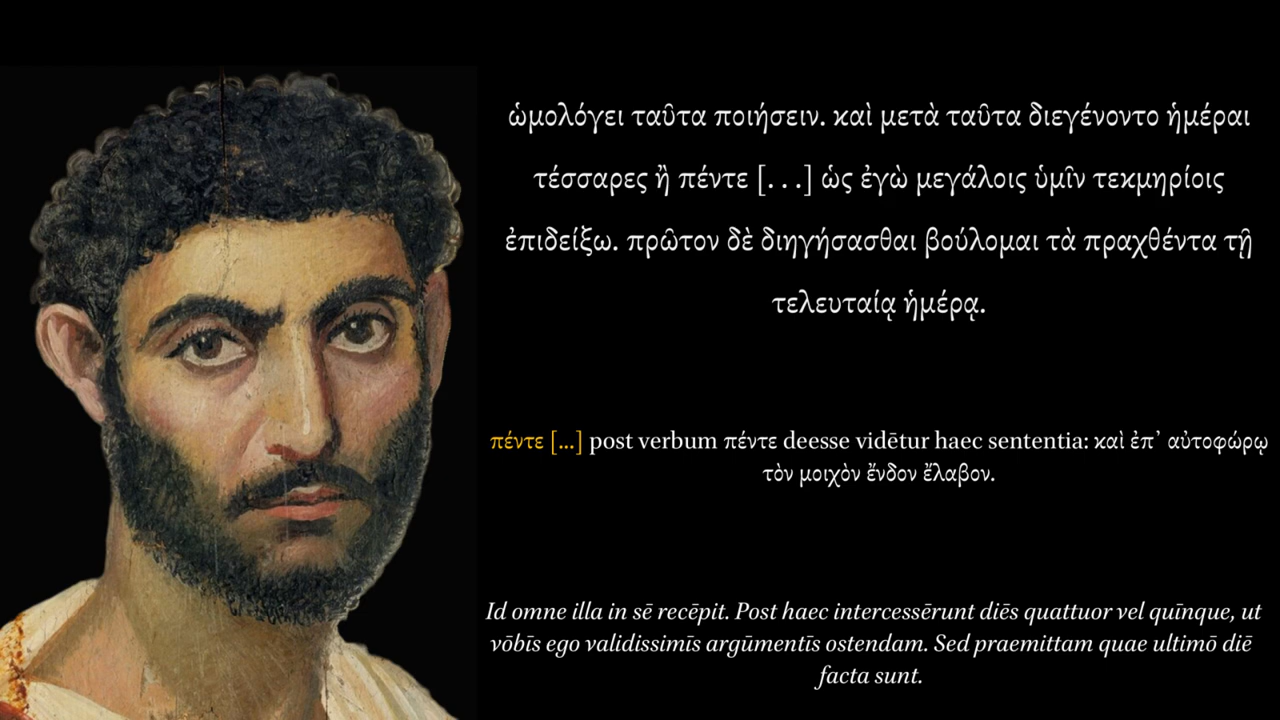 ὡμολόγει ταῦτα ποιήσειν. καὶ μετὰ ταῦτα διεγένοντο ἡμέραι
τέσσαρες ἢ πέντε [. . .] ὡς ἐγὼ μεγάλοις ὑμῖν τεκμηρίοις
ἐπιδείξω. πρῶτον δὲ διηγήσασθαι βούλομαι τὰ πραχθέντα τῇ
τελευταίᾳ ἡμέρᾳ.
πέντε [...] post verbum πέντε deesse vidētur haec sententia: καὶ ἐπ᾽ αὐτοφώρῳ
τὸν μοιχὸν ἔνδον ἔλαβον.
Id omne illa in sē recēpit. Post haec intercessērunt diēs quattuor vel quīnque, ut
vōbīs ego validissimīs argūmentīs ostendam. Sed praemittam quae ultimō diē
facta sunt.